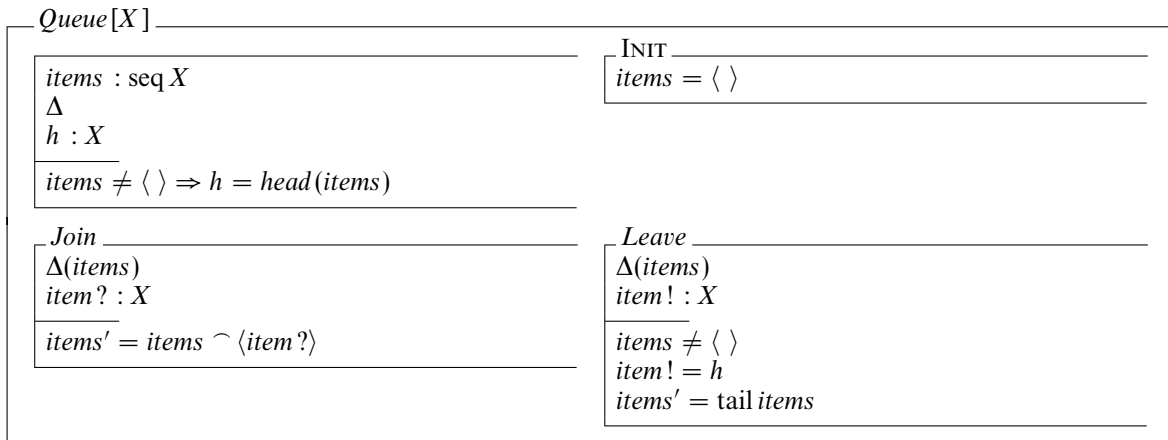 Queue[X]
items : seq X
Δ
h : X
items ≠ ⟨ ⟩ ⇒ h = head(items)
INIT
items = ⟨ ⟩
Join
Δ(items)
item? : X
items′ = items ⌢ ⟨item?⟩
Leave
Δ(items)
item! : X
items ≠ ⟨ ⟩
item! = h
items′ = tail items